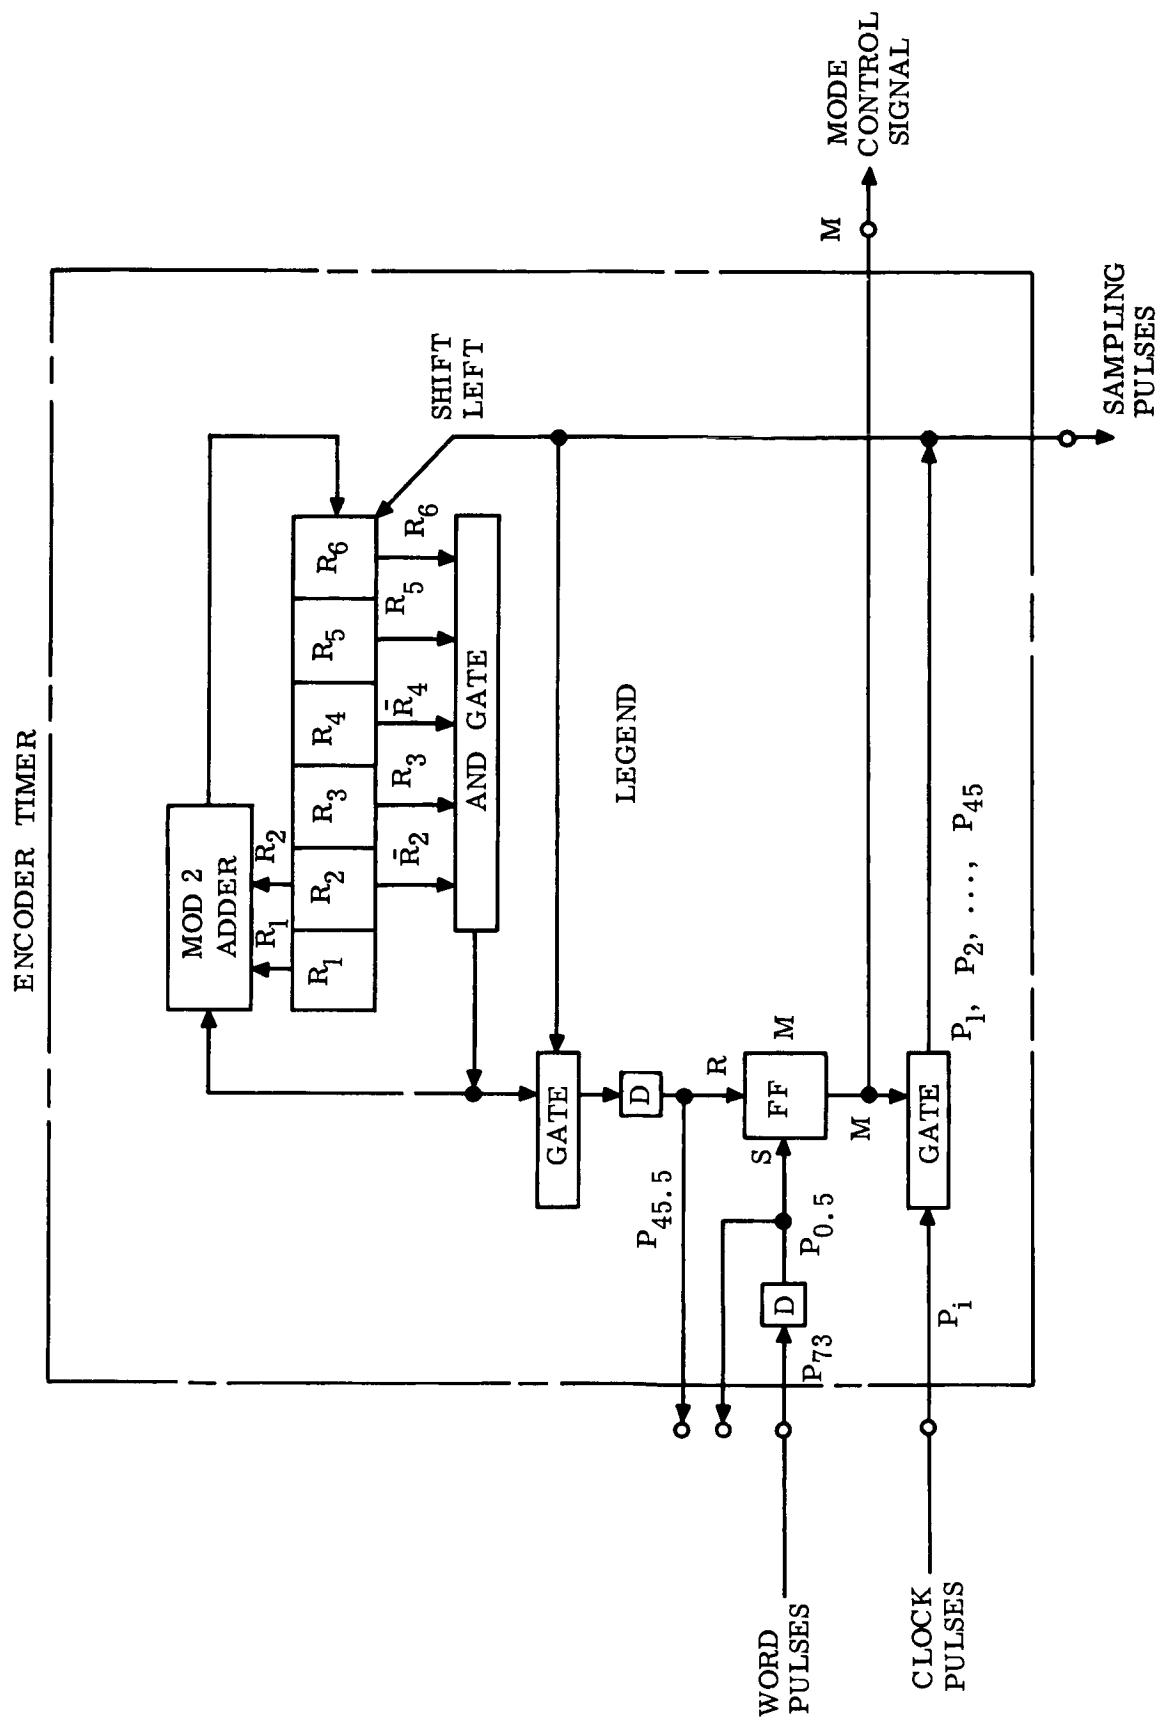 ENCODER TIMER
MOD 2
ADDER
R₁
R₂
R₁
R₂
R₃
R₄
R₅
R₆
R̄₂
R₃
R̄₄
R₅
R₆
AND GATE
SHIFT
LEFT
GATE
D
LEGEND
P₄₅.₅
R
S
FF
M
P₀.₅
D
P₇₃
M
GATE
Pᵢ
P₁, P₂, ...., P₄₅
M
MODE
CONTROL
SIGNAL
SAMPLING
PULSES
WORD
PULSES
CLOCK
PULSES